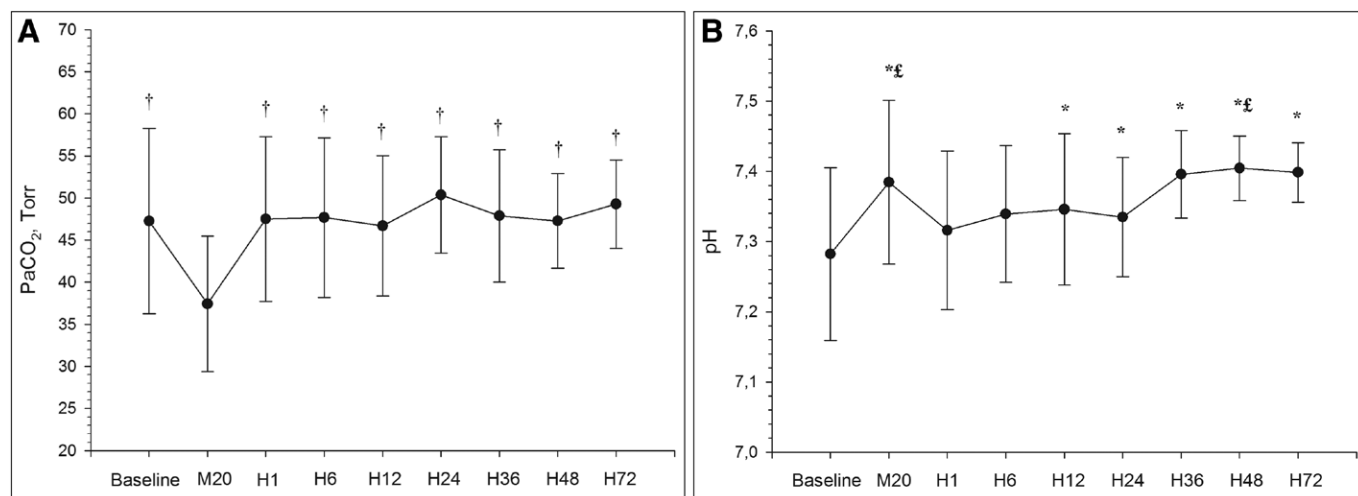 A
70
65
60
55
50
45
40
35
30
25
20
PaCO2, Torr
† † † † † † † †
Baseline M20 H1 H6 H12 H24 H36 H48 H72
B
7,6
7,5
7,4
7,3
7,2
7,1
7,0
pH
*£ * * * *£ *
Baseline M20 H1 H6 H12 H24 H36 H48 H72